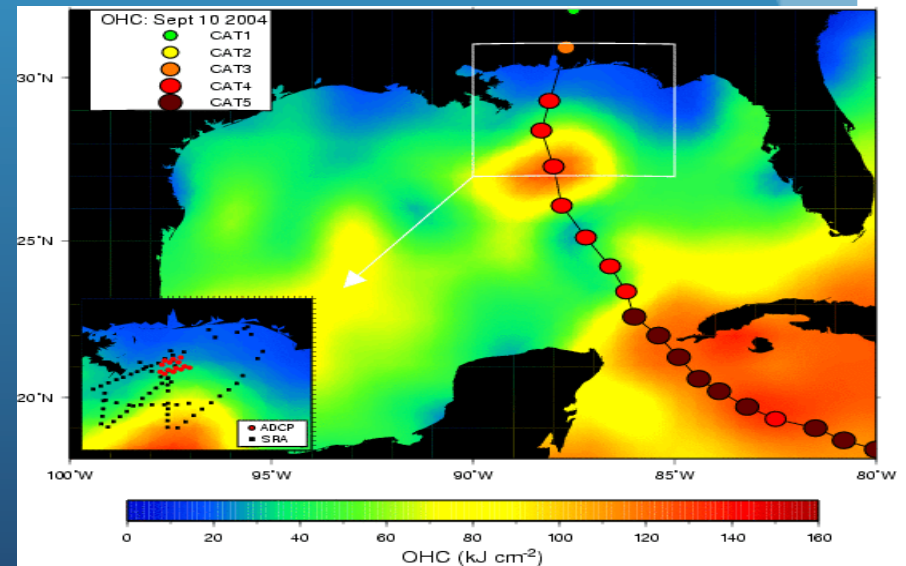 OHC: Sept 10 2004
CAT1
CAT2
CAT3
CAT4
CAT5
30°N
25°N
20°N
ADCP
SRA
100°W 95°W 90°W 85°W 80°W
0 20 40 60 80 100 120 140 160
OHC (kJ cm⁻²)